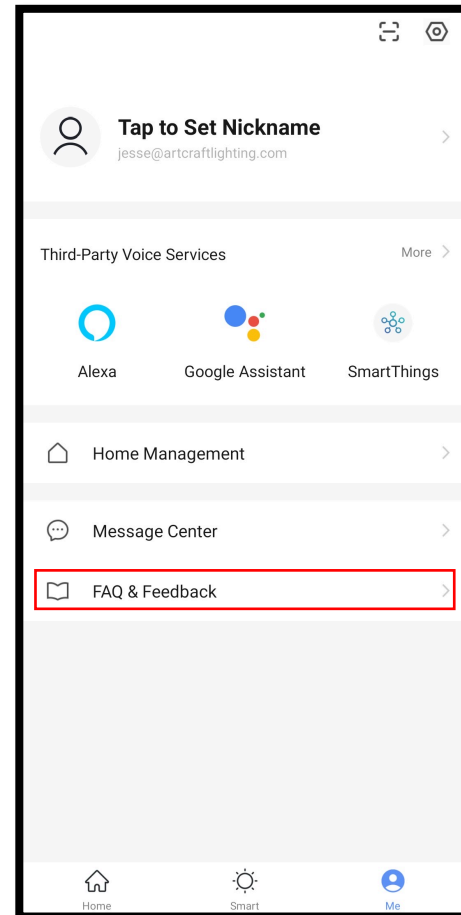 Tap to Set Nickname
jesse@artcraftlighting.com
Third-Party Voice Services More
Alexa Google Assistant SmartThings
Home Management
Message Center
FAQ & Feedback
Home Smart Me